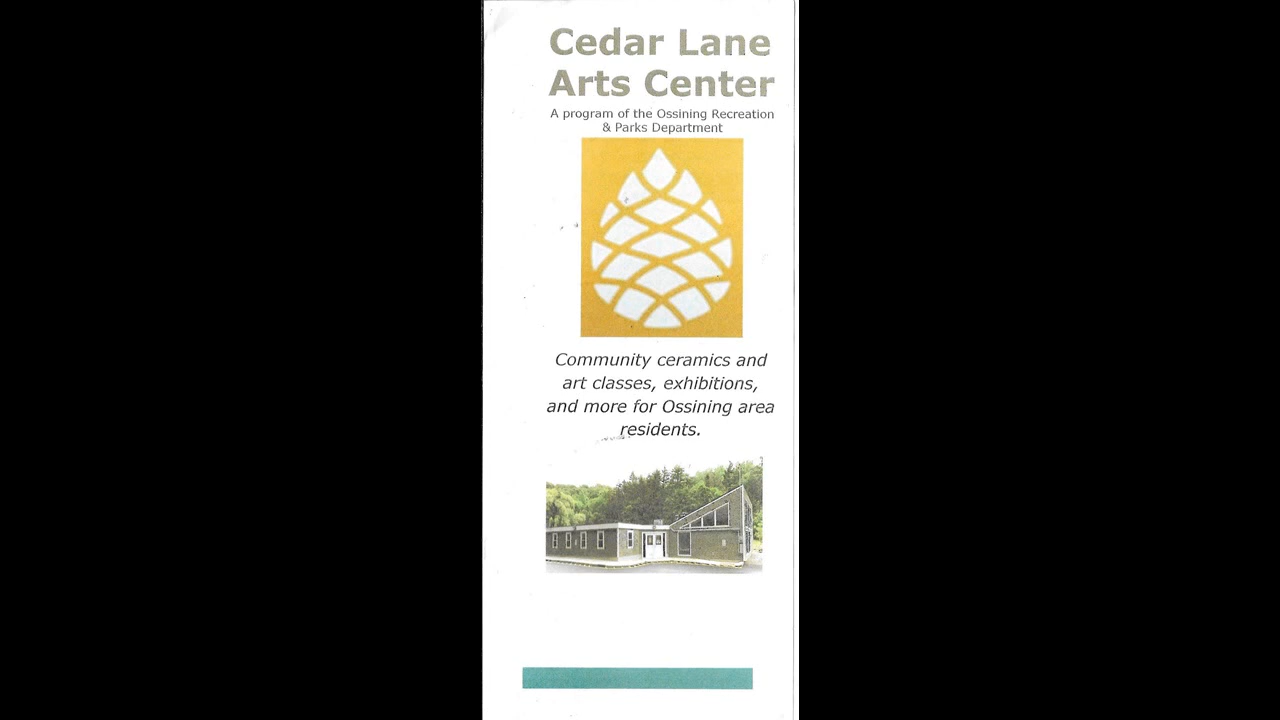 Cedar Lane
Arts Center
A program of the Ossining Recreation
& Parks Department
Community ceramics and
art classes, exhibitions,
and more for Ossining area
residents.